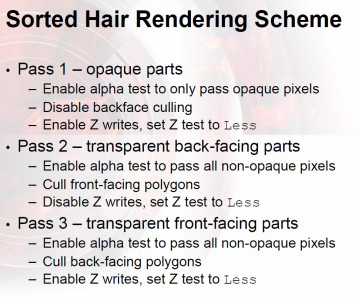 Sorted Hair Rendering Scheme
• Pass 1 – opaque parts
– Enable alpha test to only pass opaque pixels
– Disable backface culling
– Enable Z writes, set Z test to Less
• Pass 2 – transparent back-facing parts
– Enable alpha test to pass all non-opaque pixels
– Cull front-facing polygons
– Disable Z writes, set Z test to Less
• Pass 3 – transparent front-facing parts
– Enable alpha test to pass all non-opaque pixels
– Cull back-facing polygons
– Enable Z writes, set Z test to Less